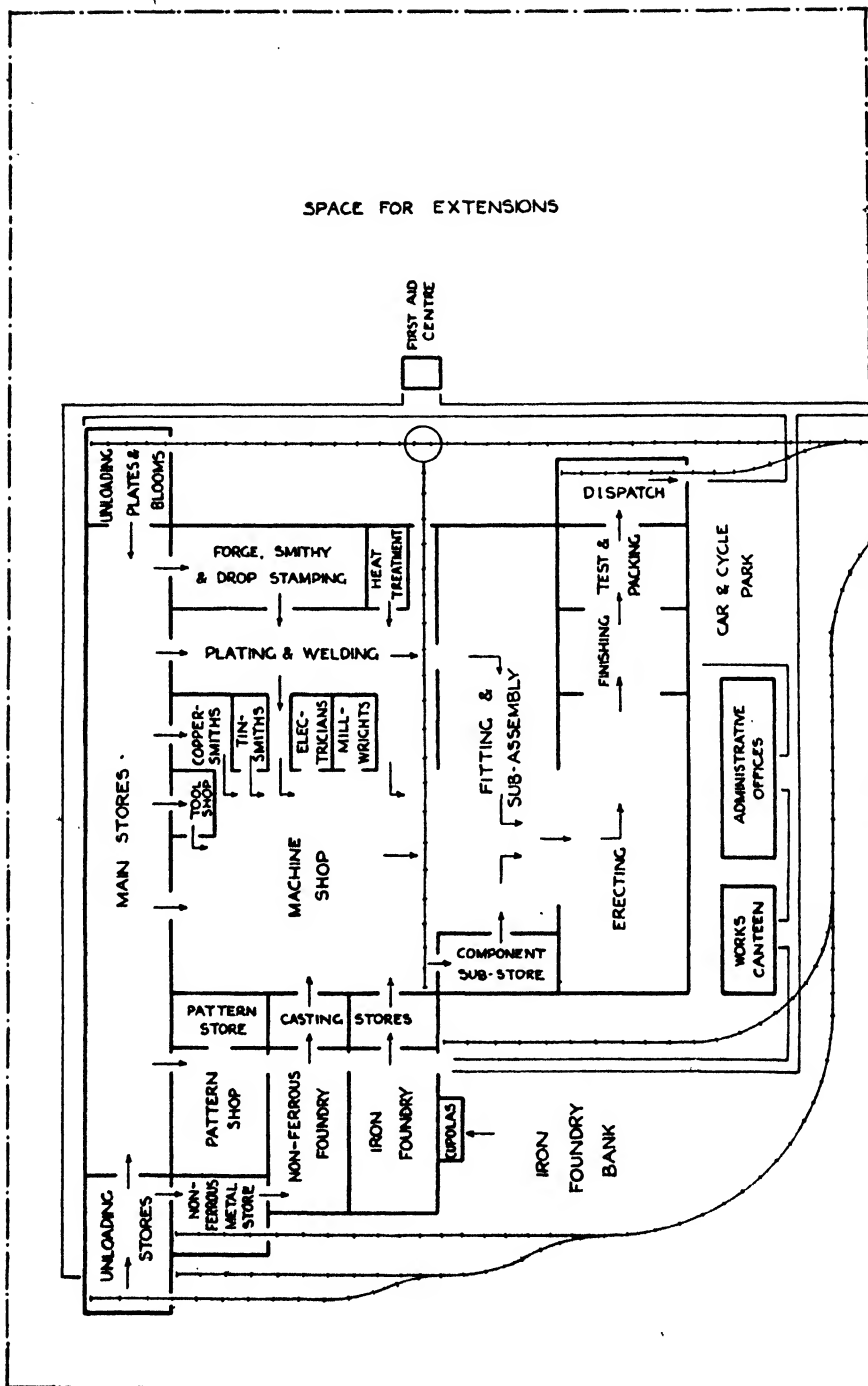 SPACE FOR EXTENSIONS
FIRST AID
CENTRE
UNLOADING
PLATES &
BLOOMS
FORGE, SMITHY
& DROP STAMPING
HEAT
TREATMENT
PLATING & WELDING
COPPER-
SMITHS
TIN-
SMITHS
ELEC-
TRICIANS
MILL-
WRIGHTS
TOOL
SHOP
MAIN STORES.
MACHINE
SHOP
FITTING &
SUB-ASSEMBLY
DISPATCH
TEST &
PACKING
FINISHING
ERECTING
COMPONENT
SUB-STORE
CAR & CYCLE
PARK
ADMINISTRATIVE
OFFICES
WORKS
CANTEEN
PATTERN
STORE
CASTING STORES
PATTERN
SHOP
NON-FERROUS
FOUNDRY
IRON
FOUNDRY
CUPOLAS
IRON
FOUNDRY
BANK
UNLOADING
STORES
NON-
FERROUS
METAL
STORE